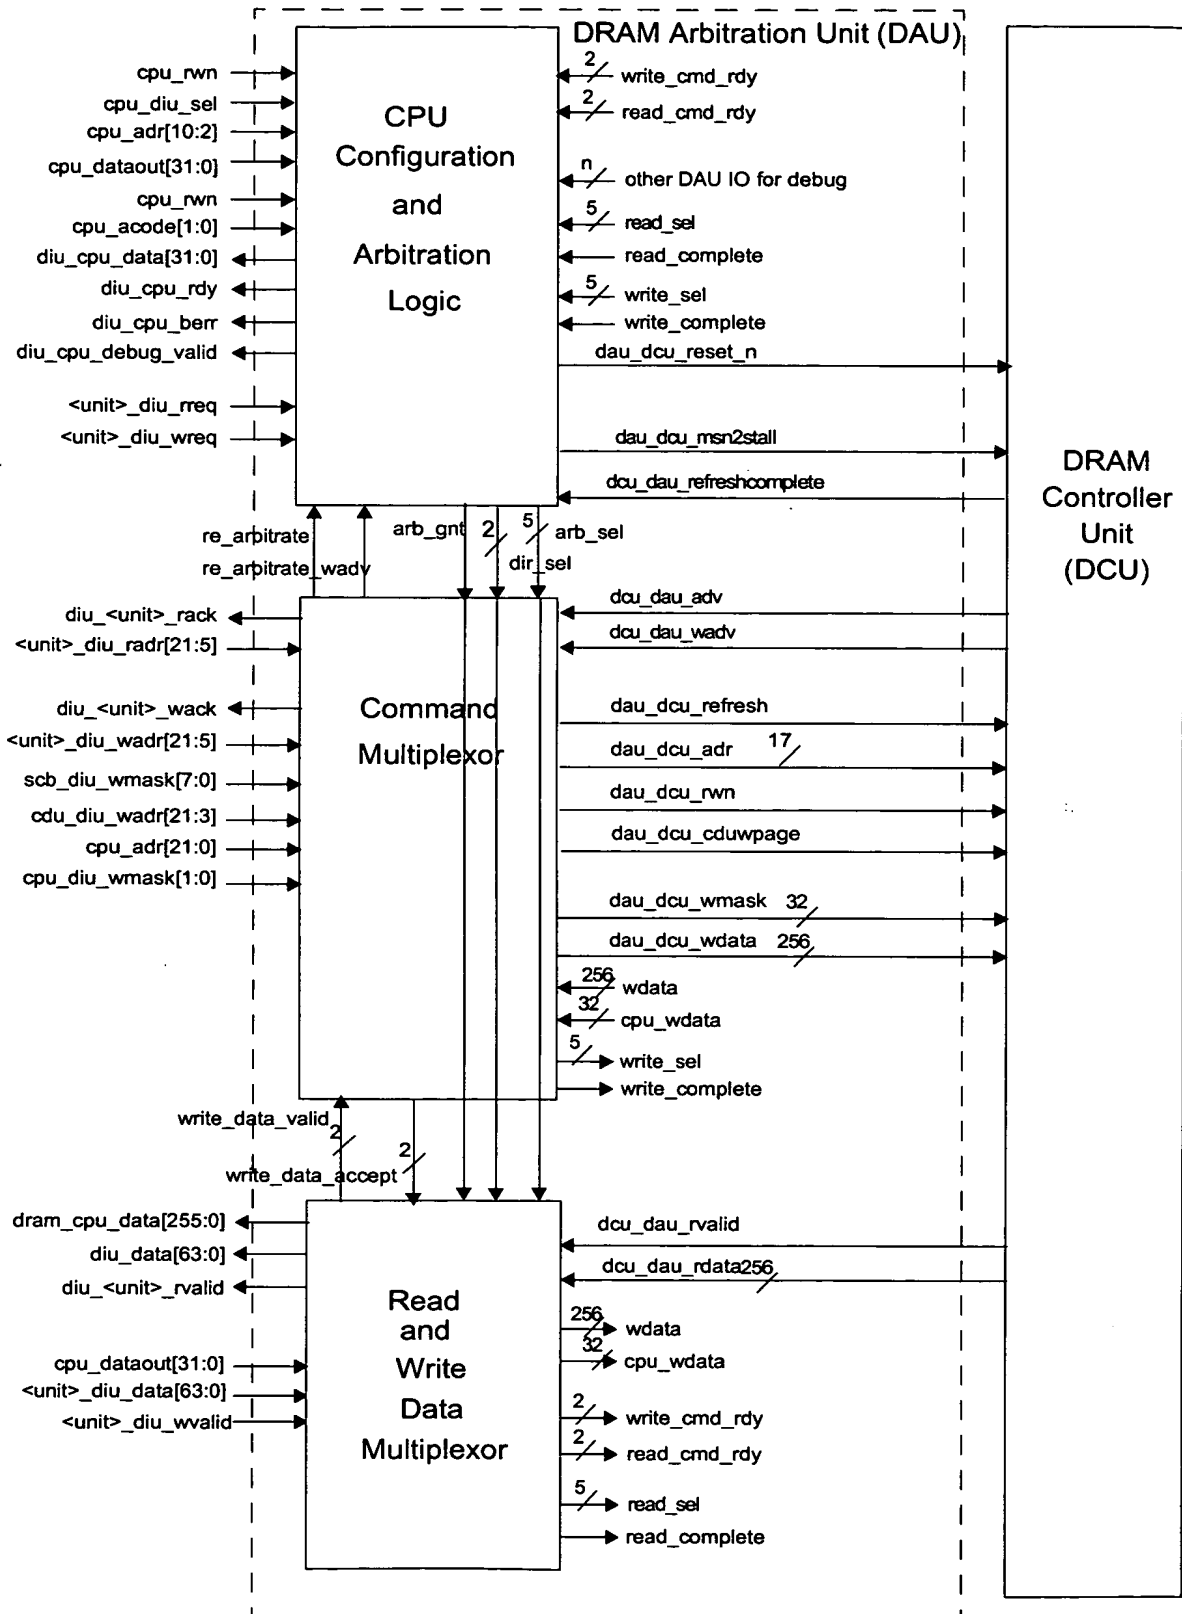 DRAM Arbitration Unit (DAU)
cpu_rwn
cpu_diu_sel
cpu_adr[10:2]
cpu_dataout[31:0]
cpu_rwn
cpu_acode[1:0]
diu_cpu_data[31:0]
diu_cpu_rdy
diu_cpu_berr
diu_cpu_debug_valid
<unit>_diu_rreq
<unit>_diu_wreq
CPU
Configuration
and
Arbitration
Logic
2
write_cmd_rdy
2
read_cmd_rdy
n
other DAU IO for debug
5
read_sel
read_complete
5
write_sel
write_complete
dau_dcu_reset_n
dau_dcu_msn2stall
dcu_dau_refreshcomplete
DRAM
Controller
Unit
(DCU)
re_arbitrate
re_arbitrate_wadv
arb_gnt
2
dir_sel
5
arb_sel
diu_<unit>_rack
<unit>_diu_radr[21:5]
diu_<unit>_wack
<unit>_diu_wadr[21:5]
scb_diu_wmask[7:0]
cdu_diu_wadr[21:3]
cpu_adr[21:0]
cpu_diu_wmask[1:0]
Command
Multiplexor
dcu_dau_adv
dcu_dau_wadv
dau_dcu_refresh
dau_dcu_adr 17
dau_dcu_rwn
dau_dcu_cduwpage
dau_dcu_wmask 32
dau_dcu_wdata 256
256
wdata
32
cpu_wdata
5
write_sel
write_complete
write_data_valid
2
write_data_accept
2
dram_cpu_data[255:0]
diu_data[63:0]
diu_<unit>_rvalid
cpu_dataout[31:0]
<unit>_diu_data[63:0]
<unit>_diu_wvalid
Read
and
Write
Data
Multiplexor
dcu_dau_rvalid
dcu_dau_rdata 256
256
wdata
32
cpu_wdata
2
write_cmd_rdy
2
read_cmd_rdy
5
read_sel
read_complete